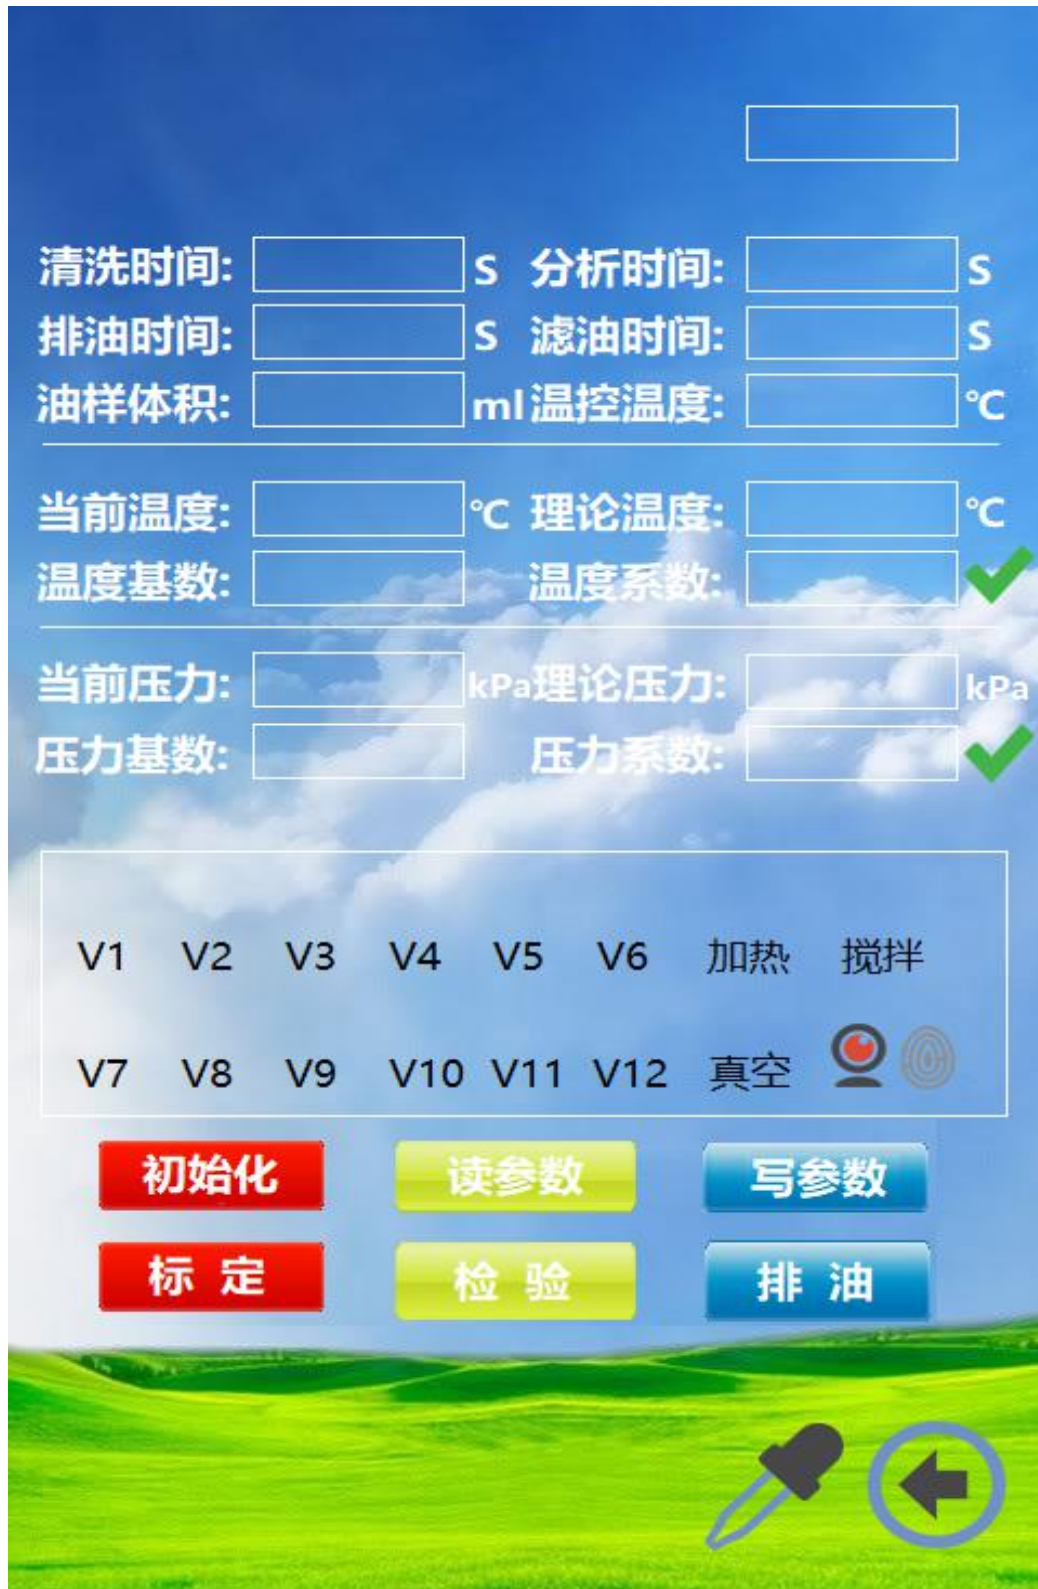 清洗时间: S 分析时间: S
排油时间: S 滤油时间: S
油样体积: ml 温控温度: ℃
当前温度: ℃ 理论温度: ℃
温度基数: 温度系数:
当前压力: kPa 理论压力: kPa
压力基数: 压力系数:
V1 V2 V3 V4 V5 V6 加热 搅拌
V7 V8 V9 V10 V11 V12 真空
初始化 读参数 写参数
标 定 检 验 排 油